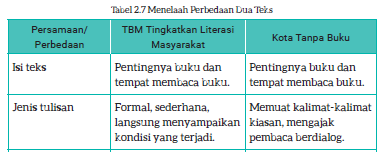 Tabel 2.7 Menelaah Perbedaan Dua Teks
Persamaan/ Perbedaan
TBM Tingkatkan Literasi Masyarakat
Kota Tanpa Buku
Isi teks
Pentingnya buku dan
tempat membaca buku.
Pentingnya buku dan
tempat membaca buku.
Jenis tulisan
Formal, sederhana,
langsung menyampaikan
kondisi yang terjadi.
Memuat kalimat-kalimat
kiasan, mengajak
pembaca berdialog.